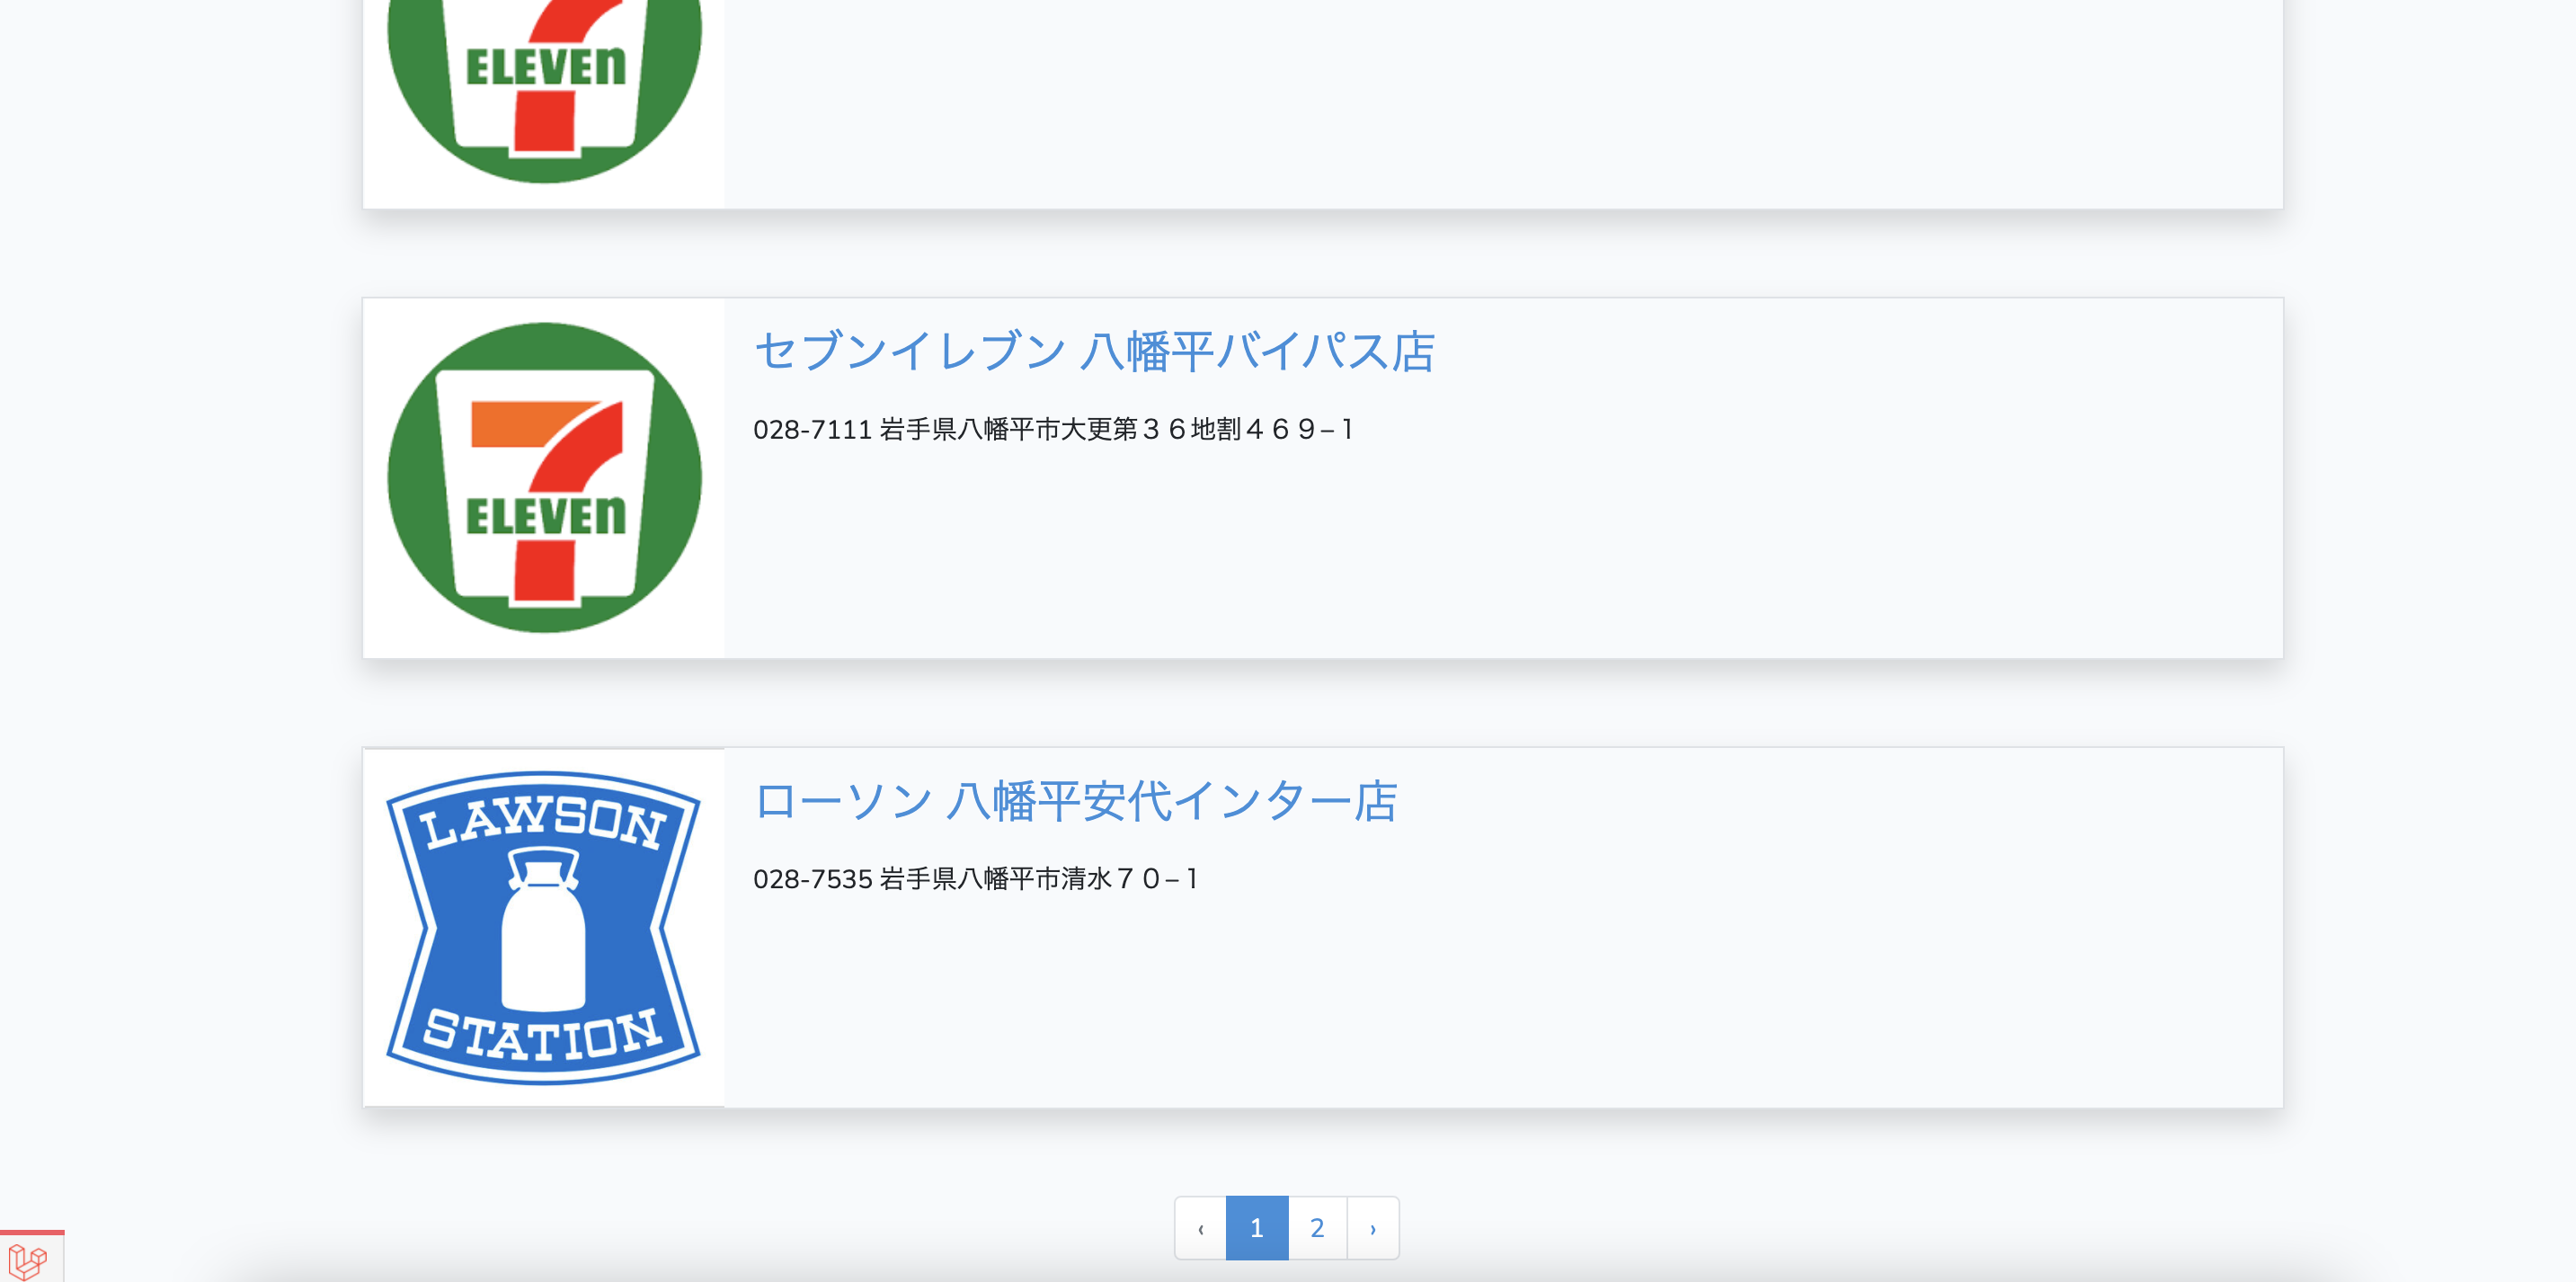 ELEVEn
セブンイレブン 八幡平バイパス店
028-7111 岩手県八幡平市大更第３６地割４６９−１
7
ELEVEn
ローソン 八幡平安代インター店
028-7535 岩手県八幡平市清水７０−１
LAWSON
STATION
‹ 1 2 ›